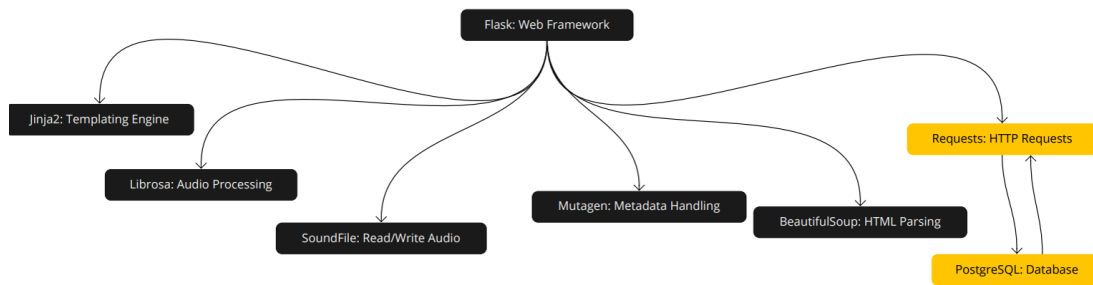 Flask: Web Framework
Jinja2: Templating Engine
Requests: HTTP Requests
Librosa: Audio Processing
Mutagen: Metadata Handling
BeautifulSoup: HTML Parsing
SoundFile: Read/Write Audio
PostgreSQL: Database